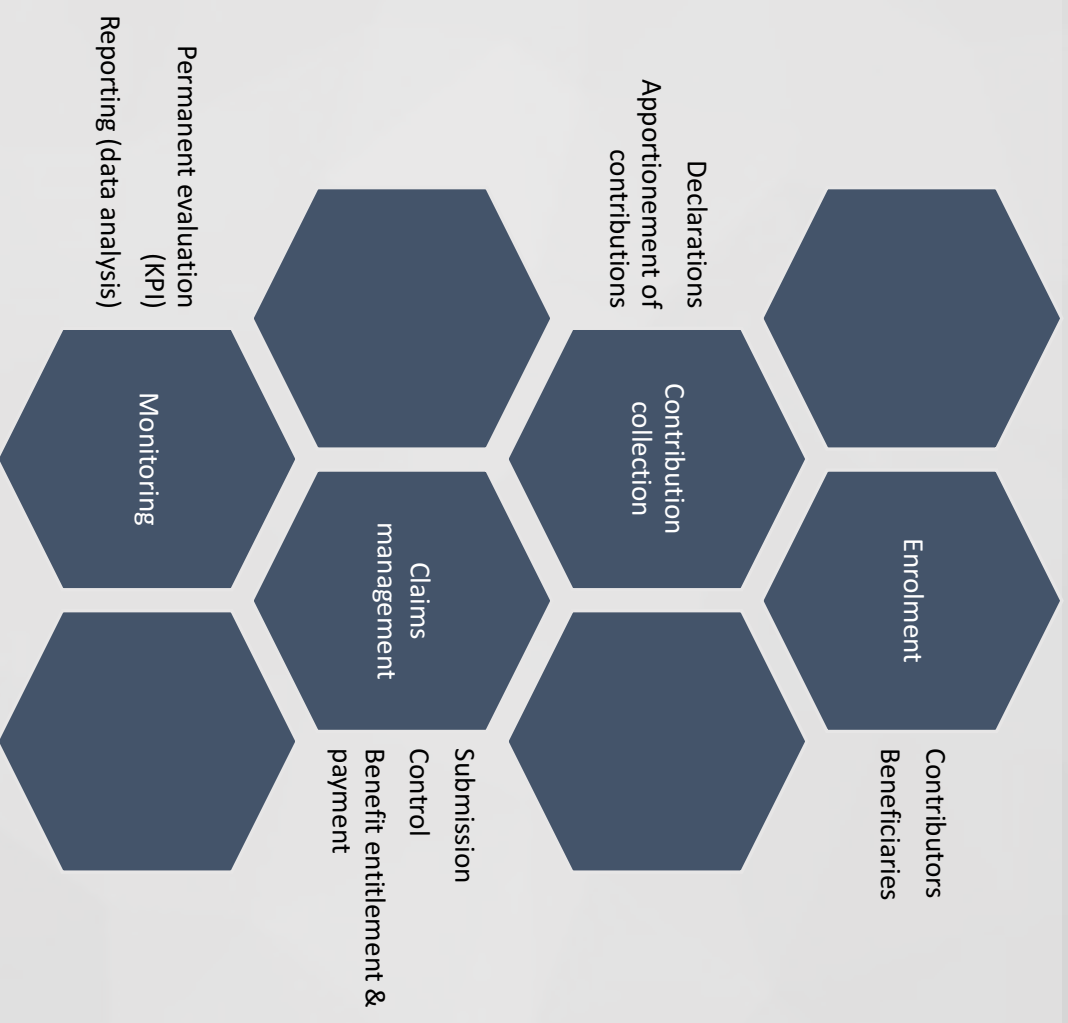 Enrolment
Contributors
Beneficiaries
Declarations
Apportionement of
contributions
Contribution
collection
Claims
management
Submission
Control
Benefit entitlement &
payment
Permanent evaluation
(KPI)
Reporting (data analysis)
Monitoring